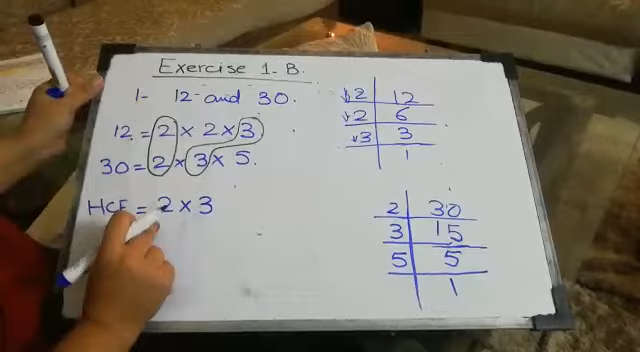 Exercise 1-B.
1- 12 and 30.
12 = 2 × 2 × 3
30 = 2 × 3 × 5.
HCF = 2 × 3
2 | 12
2 | 6
3 | 3
1
2 | 30
3 | 15
5 | 5
1